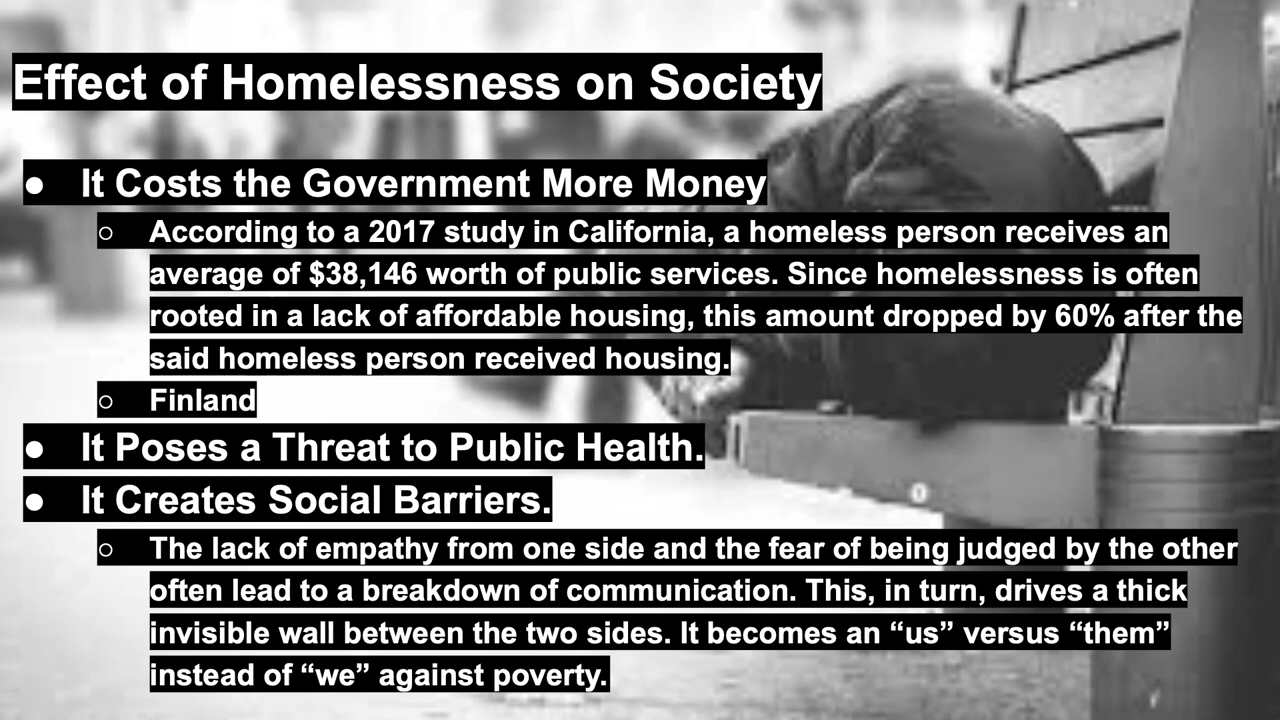 Effect of Homelessness on Society
● It Costs the Government More Money
○ According to a 2017 study in California, a homeless person receives an
average of $38,146 worth of public services. Since homelessness is often
rooted in a lack of affordable housing, this amount dropped by 60% after the
said homeless person received housing.
○ Finland
● It Poses a Threat to Public Health.
● It Creates Social Barriers.
○ The lack of empathy from one side and the fear of being judged by the other
often lead to a breakdown of communication. This, in turn, drives a thick
invisible wall between the two sides. It becomes an “us” versus “them”
instead of “we” against poverty.